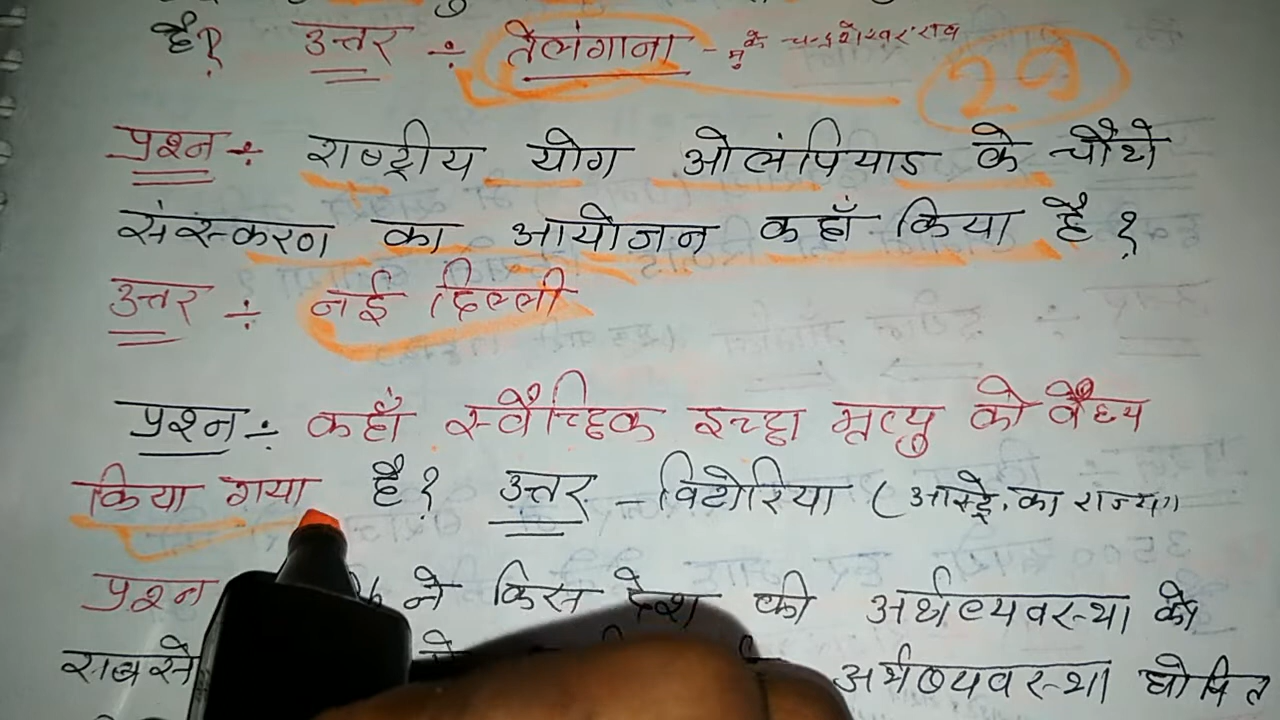 है? उत्तर ÷ तेलंगाना - मु. के चन्द्रशेखर राव
29
प्रश्न ÷ राष्ट्रीय योग ओलंपियाड के चौथे
संस्करण का आयोजन कहाँ किया है?
उत्तर ÷ नई दिल्ली
प्रश्न ÷ कहाँ स्वैच्छिक इच्छा मृत्यु को वैध्य
किया गया है? उत्तर - विटोरिया (आस्ट्रे. का राज्य)
प्रश्न ने किस देश की अर्थव्यवस्था को
सबसे अर्थव्यवस्था घोषित